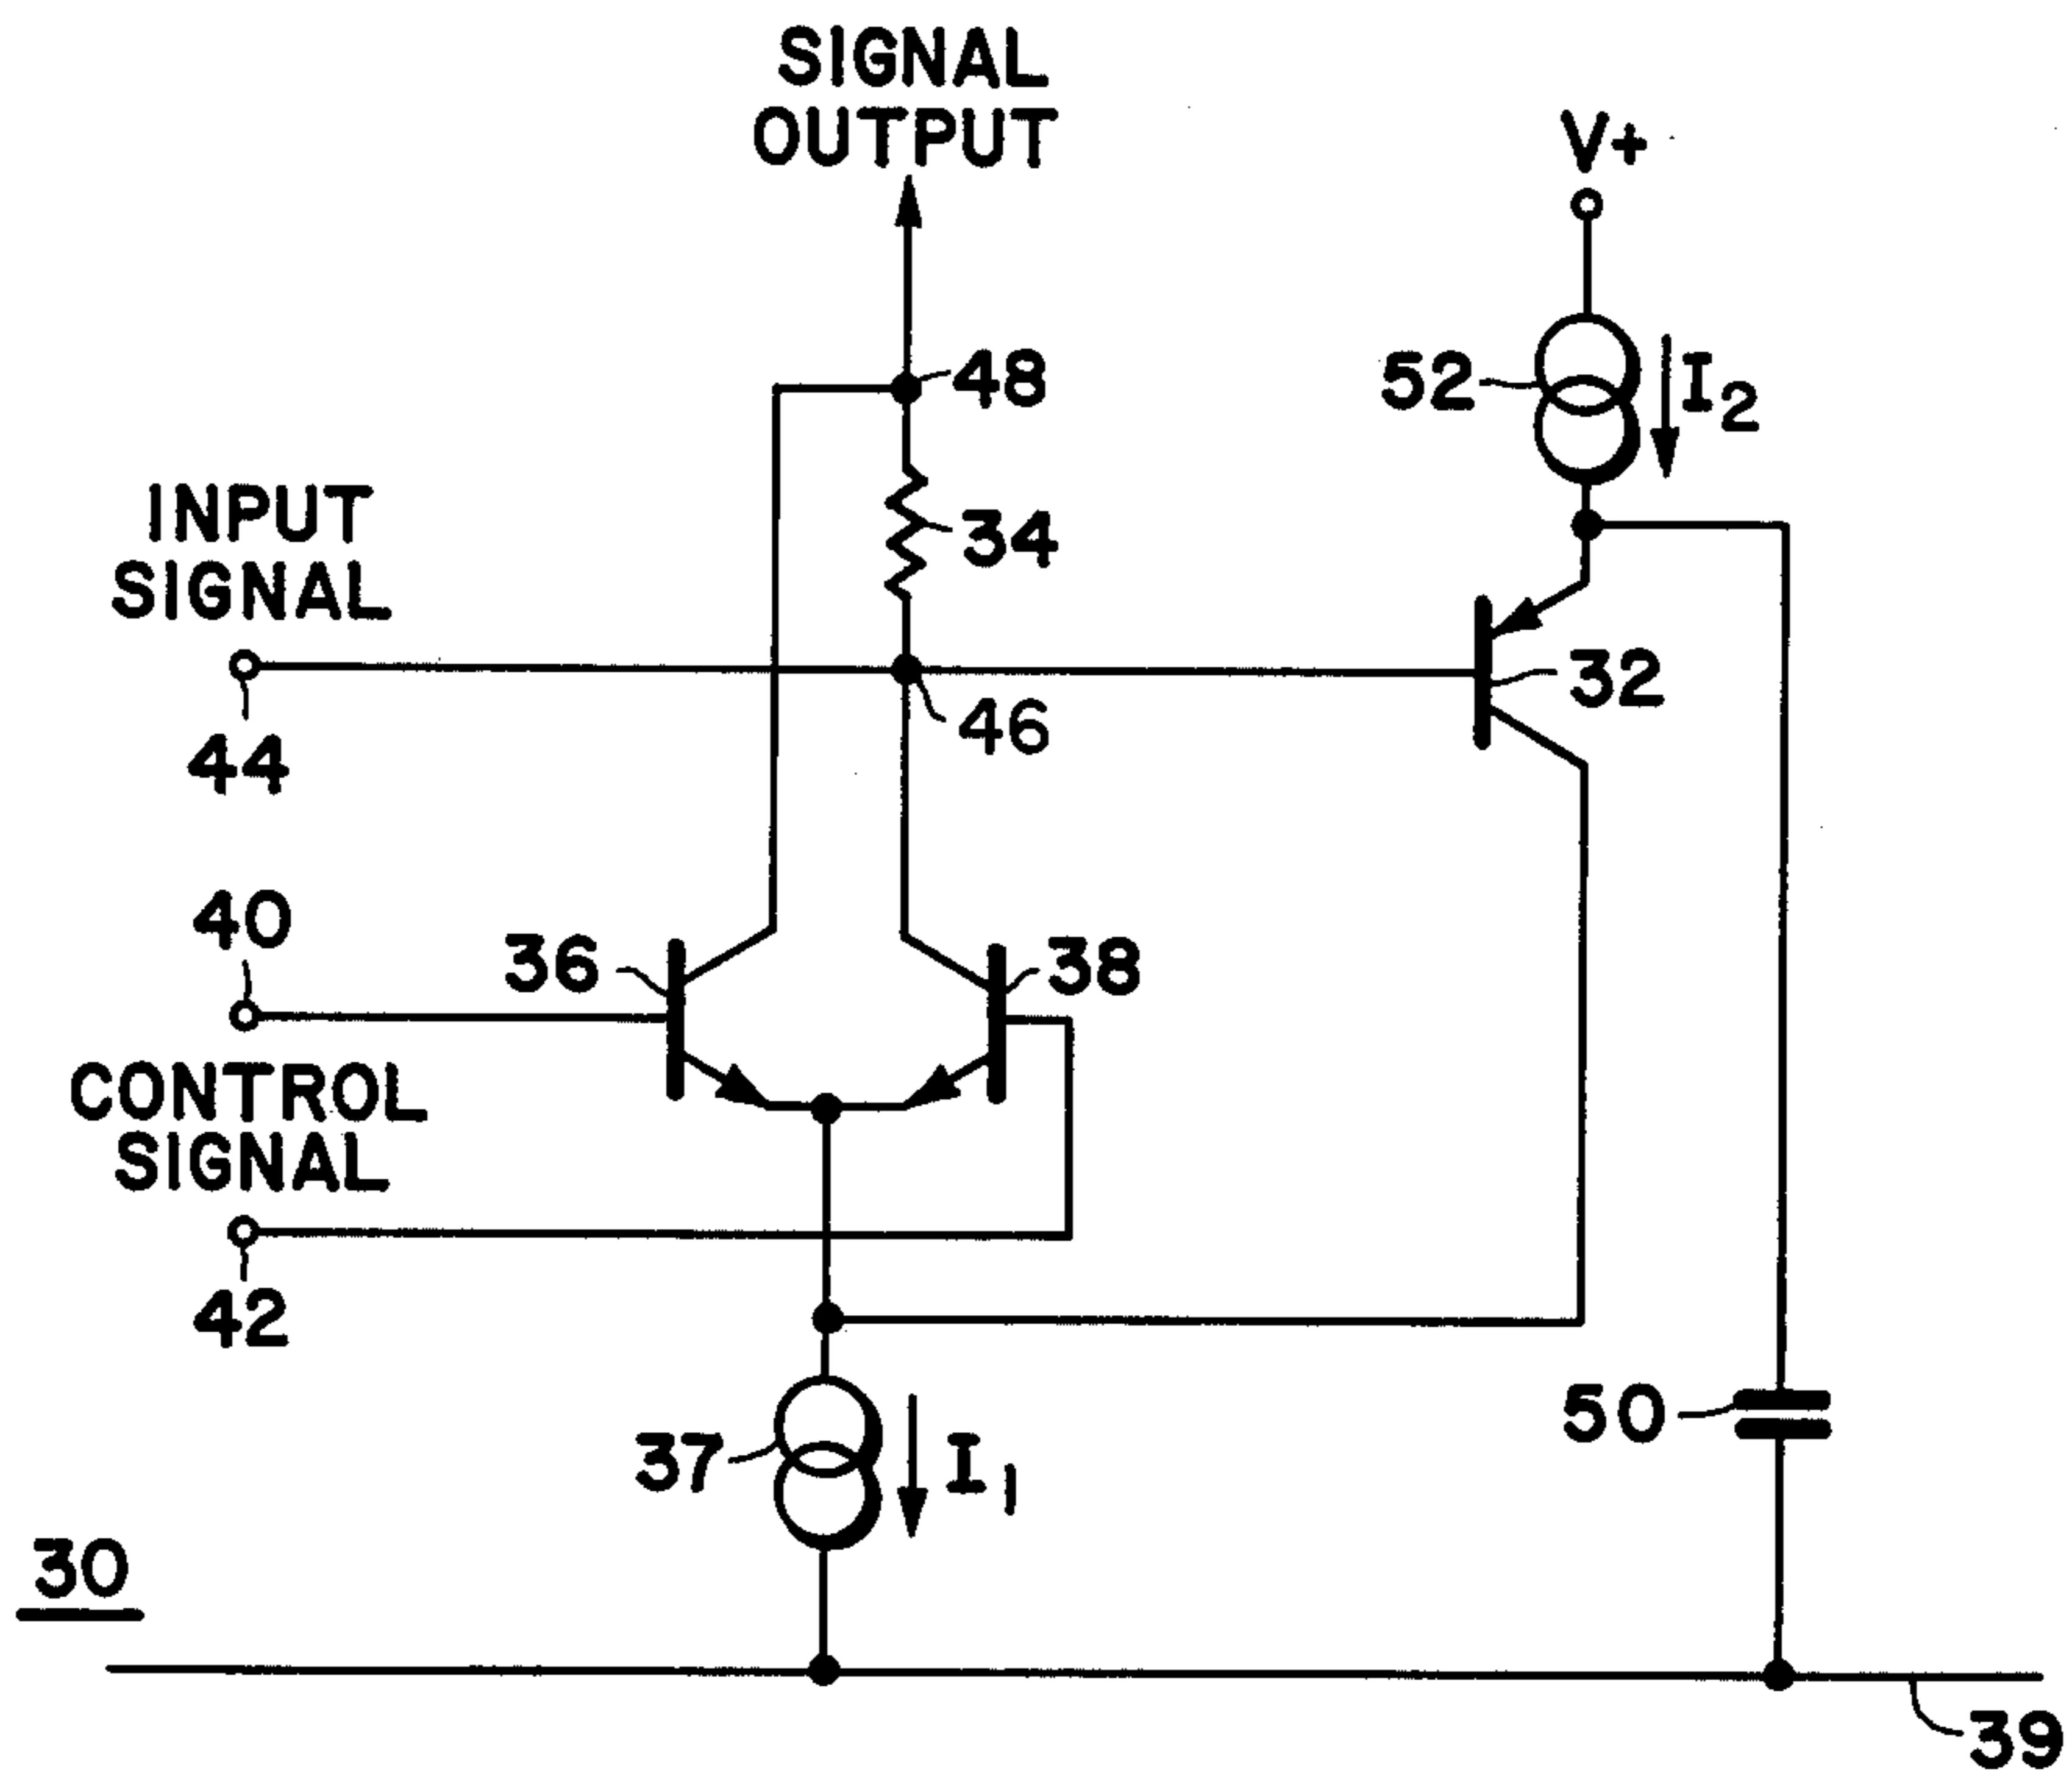 SIGNAL
OUTPUT
V+
48
52
I2
INPUT
SIGNAL
34
32
44
46
40
36
38
CONTROL
SIGNAL
42
50
37
I1
30
39